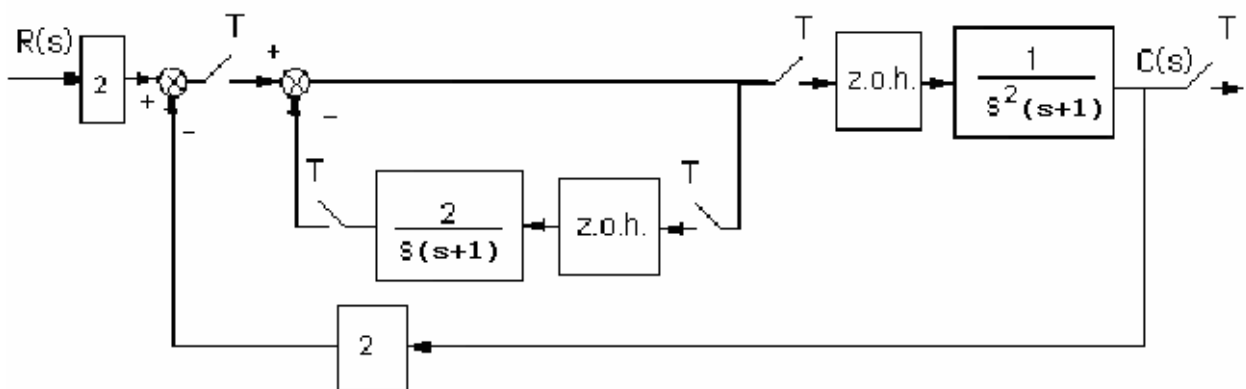 R(s)
2
+
-
T
+
-
T
z.o.h.
1
s²(s+1)
C(s)
T
T
2
s(s+1)
z.o.h.
T
2